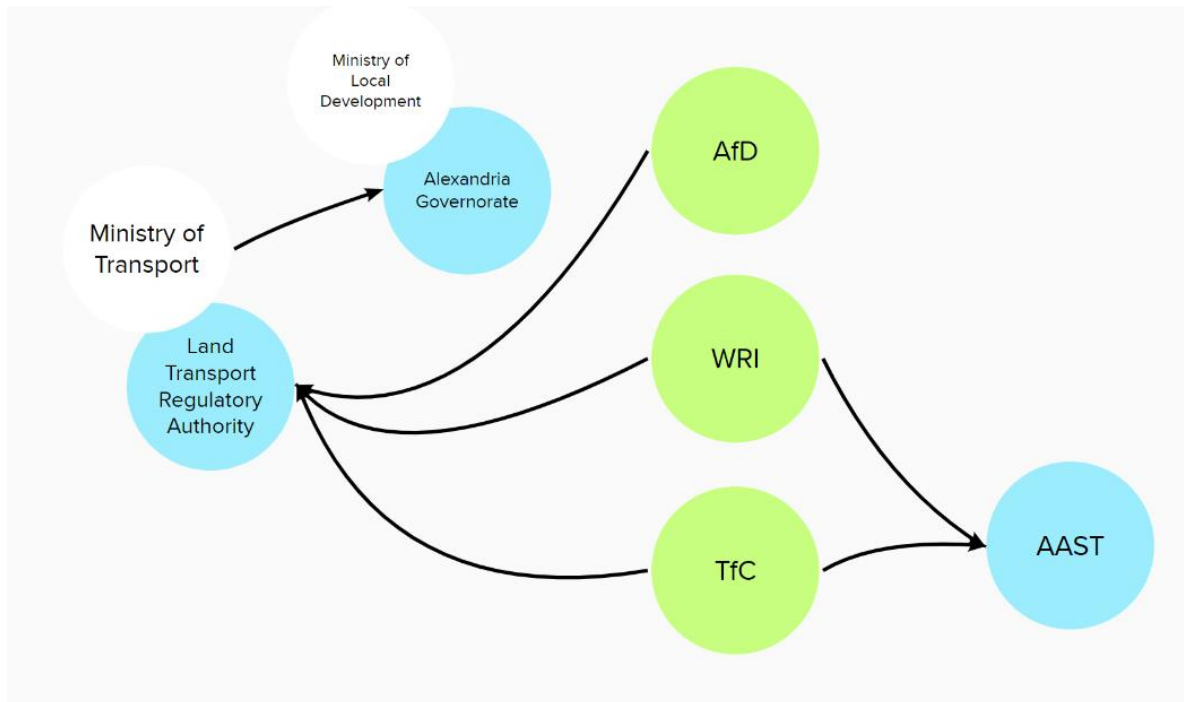 Ministry of
Local
Development
Alexandria
Governorate
AfD
Ministry of
Transport
Land
Transport
Regulatory
Authority
WRI
TfC
AAST